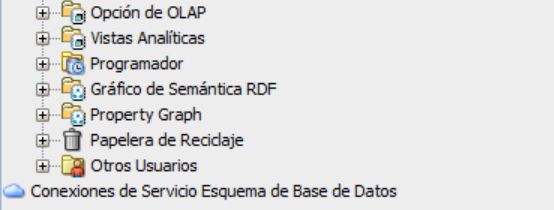 Opción de OLAP
Vistas Analíticas
Programador
Gráfico de Semántica RDF
Property Graph
Papelera de Reciclaje
Otros Usuarios
Conexiones de Servicio Esquema de Base de Datos